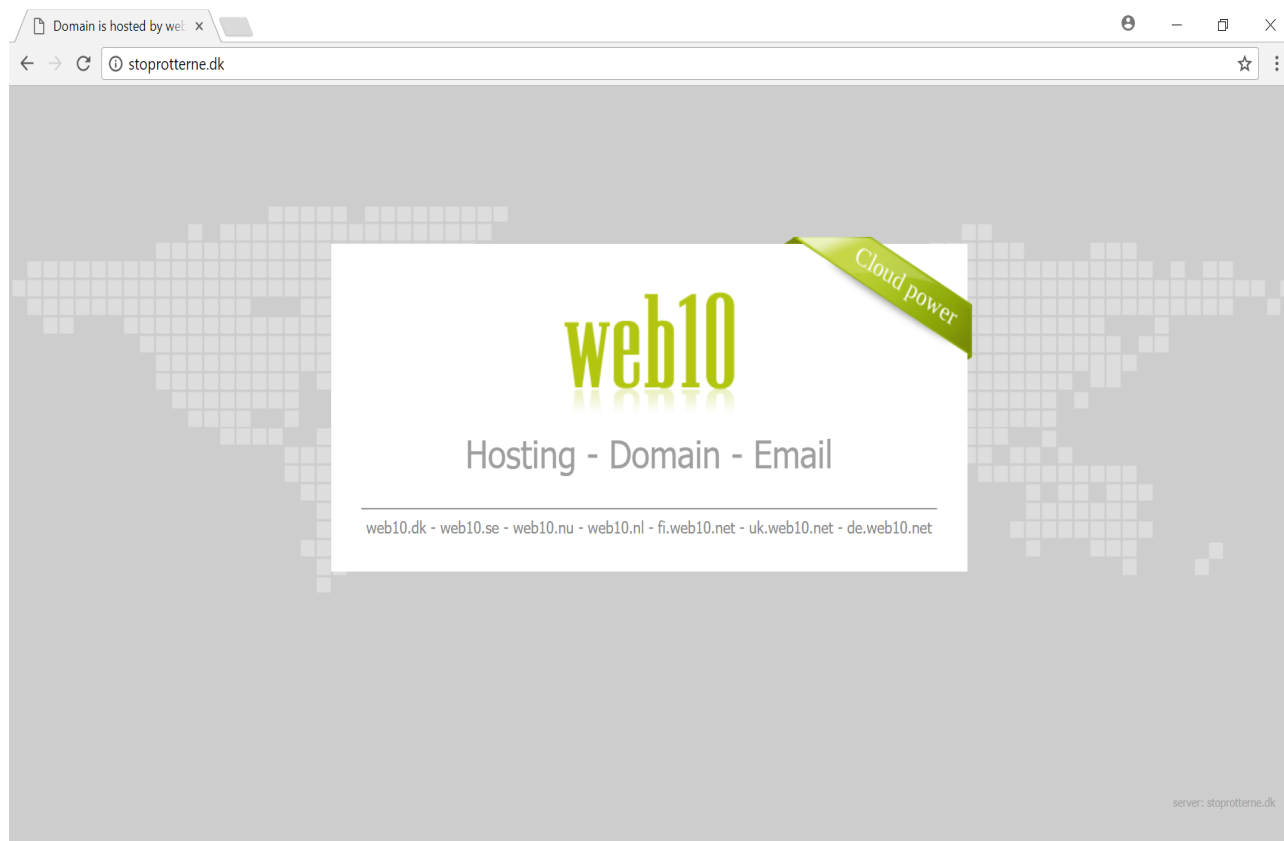 Domain is hosted by web
stoprotterne.dk
Cloud power
web10
Hosting - Domain - Email
web10.dk - web10.se - web10.nu - web10.nl - fi.web10.net - uk.web10.net - de.web10.net
server: stoprotterne.dk